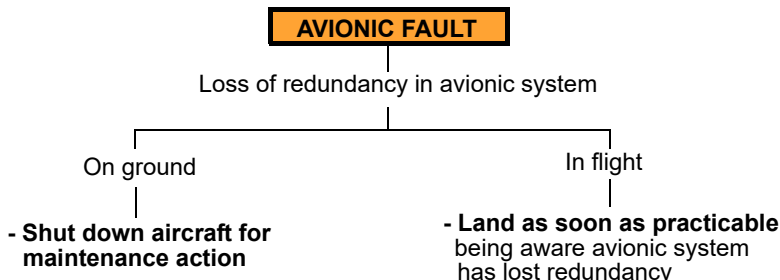 AVIONIC FAULT
Loss of redundancy in avionic system
On ground
- Shut down aircraft for
maintenance action
In flight
- Land as soon as practicable
being aware avionic system
has lost redundancy